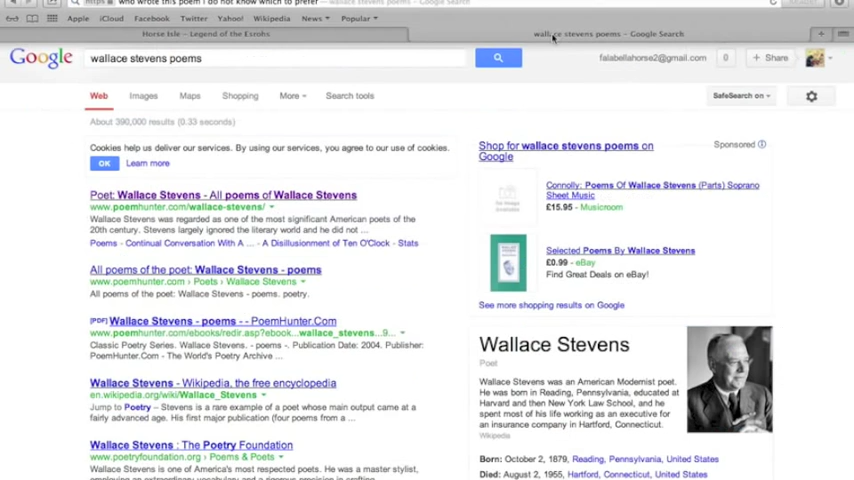 https who wrote this poem I do not know which to prefer — wallace stevens poems – Google Search
Apple iCloud Facebook Twitter Yahoo! Wikipedia News ▾ Popular ▾
Horse Isle – Legend of the Esrohs
wallace stevens poems – Google Search
Google wallace stevens poems falabellahorse2@gmail.com 0 + Share
Web Images Maps Shopping More Search tools SafeSearch on
About 390,000 results (0.33 seconds)
Cookies help us deliver our services. By using our services, you agree to our use of cookies.
OK Learn more
Poet: Wallace Stevens - All poems of Wallace Stevens
www.poemhunter.com/wallace-stevens/
Wallace Stevens was regarded as one of the most significant American poets of the
20th century. Stevens largely ignored the literary world and he did not ...
Poems - Continual Conversation With A ... - A Disillusionment of Ten O'Clock - Stats
All poems of the poet: Wallace Stevens - poems
www.poemhunter.com › Poets › Wallace Stevens
All poems of the poet: Wallace Stevens - poems. poetry.
[PDF] Wallace Stevens - poems - - PoemHunter.Com
www.poemhunter.com/ebooks/redir.asp?ebook...wallace_stevens...9...
Classic Poetry Series. Wallace Stevens. - poems -. Publication Date: 2004. Publisher:
PoemHunter.Com - The World's Poetry Archive ...
Wallace Stevens - Wikipedia, the free encyclopedia
en.wikipedia.org/wiki/Wallace_Stevens
Jump to Poetry – Stevens is a rare example of a poet whose main output came at a
fairly advanced age. His first major publication (four poems from a ...
Wallace Stevens : The Poetry Foundation
www.poetryfoundation.org › Poems & Poets
Wallace Stevens is one of America's most respected poets. He was a master stylist,
Shop for wallace stevens poems on
Google
Sponsored
No Image
Available
Connolly: Poems Of Wallace Stevens (Parts) Soprano
Sheet Music
£15.95 - Musicroom
Selected Poems By Wallace Stevens
£0.99 - eBay
Find Great Deals on eBay!
See more shopping results on Google
Wallace Stevens
Poet
Wallace Stevens was an American Modernist poet.
He was born in Reading, Pennsylvania, educated at
Harvard and then New York Law School, and he
spent most of his life working as an executive for
an insurance company in Hartford, Connecticut.
Wikipedia
Born: October 2, 1879, Reading, Pennsylvania, United States
Died: August 2, 1955, Hartford, Connecticut, United States